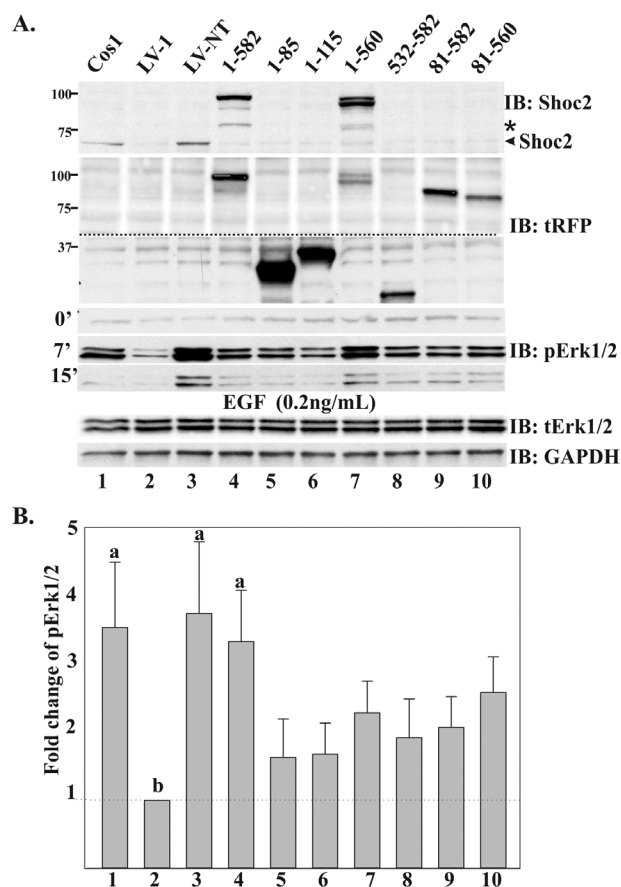 A.
Cos1 LV-1 LV-NT 1-582 1-85 1-115 1-560 532-582 81-582 81-560
100
IB: Shoc2
75
*
Shoc2
100
75
IB: tRFP
37
0'
7'
IB: pErk1/2
15'
EGF (0.2ng/mL)
IB: tErk1/2
IB: GAPDH
1 2 3 4 5 6 7 8 9 10
B.
Fold change of pErk1/2
5
4
3
2
1
a
b
a
a
1 2 3 4 5 6 7 8 9 10